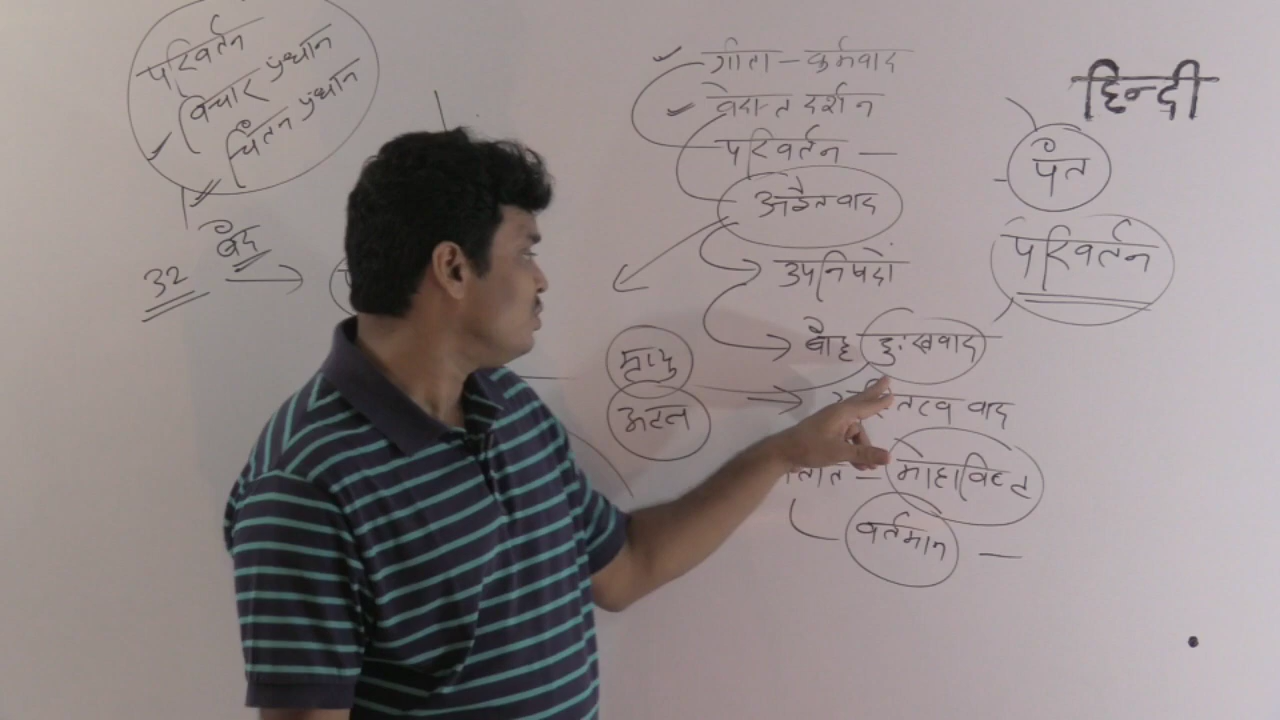 परिवर्तन
विचार प्रधान
चिंतन प्रधान
32 बंद
गीता - कर्मवाद
वेदान्त दर्शन
परिवर्तन -
अद्वैतवाद
उपनिषदों
बौद्ध दुःखवाद
वाद
मोहाविष्ट
वर्तमान -
मृत्यु
अटल
हिन्दी
पंत
परिवर्तन